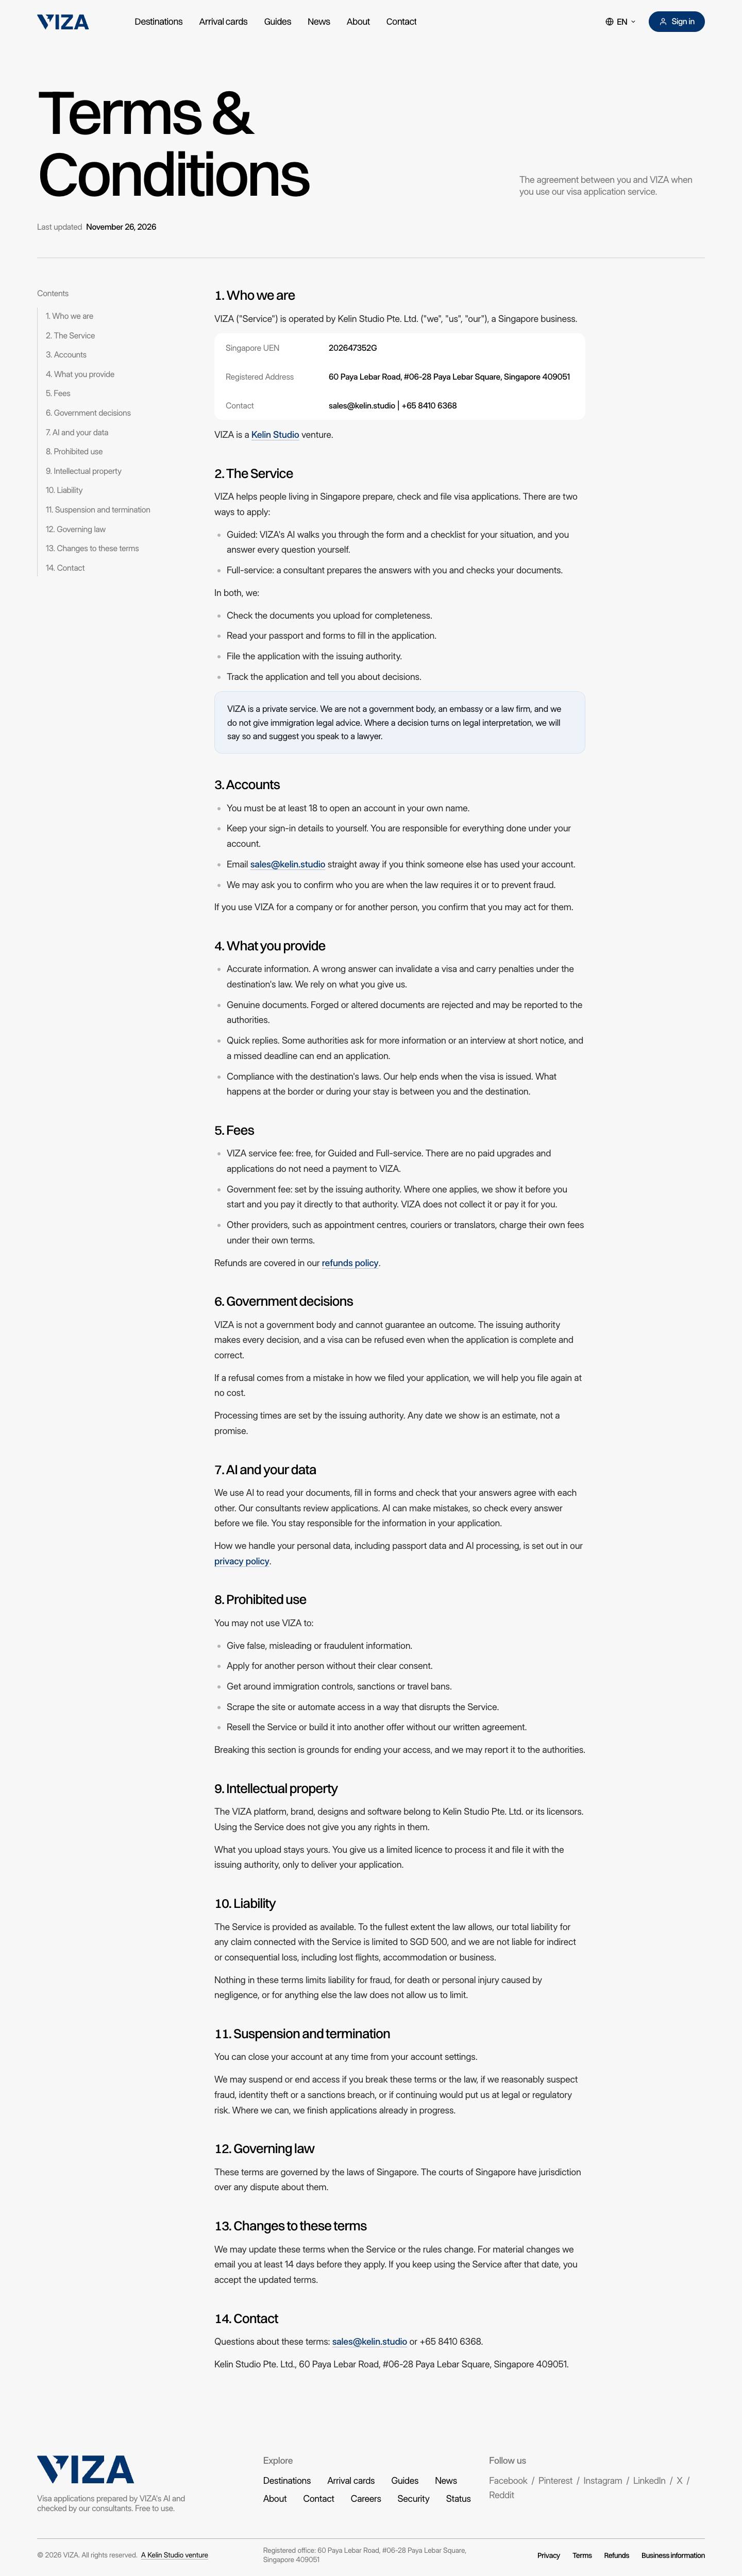 VIZA
Destinations Arrival cards Guides News About Contact
EN
Sign in
Terms &
Conditions
The agreement between you and VIZA when
you use our visa application service.
Last updated November 26, 2026
Contents
1. Who we are
2. The Service
3. Accounts
4. What you provide
5. Fees
6. Government decisions
7. AI and your data
8. Prohibited use
9. Intellectual property
10. Liability
11. Suspension and termination
12. Governing law
13. Changes to these terms
14. Contact
1. Who we are
VIZA ("Service") is operated by Kelin Studio Pte. Ltd. ("we", "us", "our"), a Singapore business.
Singapore UEN 202647352G
Registered Address 60 Paya Lebar Road, #06-28 Paya Lebar Square, Singapore 409051
Contact sales@kelin.studio | +65 8410 6368
VIZA is a Kelin Studio venture.
2. The Service
VIZA helps people living in Singapore prepare, check and file visa applications. There are two
ways to apply:
Guided: VIZA's AI walks you through the form and a checklist for your situation, and you
answer every question yourself.
Full-service: a consultant prepares the answers with you and checks your documents.
In both, we:
Check the documents you upload for completeness.
Read your passport and forms to fill in the application.
File the application with the issuing authority.
Track the application and tell you about decisions.
VIZA is a private service. We are not a government body, an embassy or a law firm, and we
do not give immigration legal advice. Where a decision turns on legal interpretation, we will
say so and suggest you speak to a lawyer.
3. Accounts
You must be at least 18 to open an account in your own name.
Keep your sign-in details to yourself. You are responsible for everything done under your
account.
Email sales@kelin.studio straight away if you think someone else has used your account.
We may ask you to confirm who you are when the law requires it or to prevent fraud.
If you use VIZA for a company or for another person, you confirm that you may act for them.
4. What you provide
Accurate information. A wrong answer can invalidate a visa and carry penalties under the
destination's law. We rely on what you give us.
Genuine documents. Forged or altered documents are rejected and may be reported to the
authorities.
Quick replies. Some authorities ask for more information or an interview at short notice, and
a missed deadline can end an application.
Compliance with the destination's laws. Our help ends when the visa is issued. What
happens at the border or during your stay is between you and the destination.
5. Fees
VIZA service fee: free, for Guided and Full-service. There are no paid upgrades and
applications do not need a payment to VIZA.
Government fee: set by the issuing authority. Where one applies, we show it before you
start and you pay it directly to that authority. VIZA does not collect it or pay it for you.
Other providers, such as appointment centres, couriers or translators, charge their own fees
under their own terms.
Refunds are covered in our refunds policy.
6. Government decisions
VIZA is not a government body and cannot guarantee an outcome. The issuing authority
makes every decision, and a visa can be refused even when the application is complete and
correct.
If a refusal comes from a mistake in how we filed your application, we will help you file again at
no cost.
Processing times are set by the issuing authority. Any date we show is an estimate, not a
promise.
7. AI and your data
We use AI to read your documents, fill in forms and check that your answers agree with each
other. Our consultants review applications. AI can make mistakes, so check every answer
before we file. You stay responsible for the information in your application.
How we handle your personal data, including passport data and AI processing, is set out in our
privacy policy.
8. Prohibited use
You may not use VIZA to:
Give false, misleading or fraudulent information.
Apply for another person without their clear consent.
Get around immigration controls, sanctions or travel bans.
Scrape the site or automate access in a way that disrupts the Service.
Resell the Service or build it into another offer without our written agreement.
Breaking this section is grounds for ending your access, and we may report it to the authorities.
9. Intellectual property
The VIZA platform, brand, designs and software belong to Kelin Studio Pte. Ltd. or its licensors.
Using the Service does not give you any rights in them.
What you upload stays yours. You give us a limited licence to process it and file it with the
issuing authority, only to deliver your application.
10. Liability
The Service is provided as available. To the fullest extent the law allows, our total liability for
any claim connected with the Service is limited to SGD 500, and we are not liable for indirect
or consequential loss, including lost flights, accommodation or business.
Nothing in these terms limits liability for fraud, for death or personal injury caused by
negligence, or for anything else the law does not allow us to limit.
11. Suspension and termination
You can close your account at any time from your account settings.
We may suspend or end access if you break these terms or the law, if we reasonably suspect
fraud, identity theft or a sanctions breach, or if continuing would put us at legal or regulatory
risk. Where we can, we finish applications already in progress.
12. Governing law
These terms are governed by the laws of Singapore. The courts of Singapore have jurisdiction
over any dispute about them.
13. Changes to these terms
We may update these terms when the Service or the rules change. For material changes we
email you at least 14 days before they apply. If you keep using the Service after that date, you
accept the updated terms.
14. Contact
Questions about these terms: sales@kelin.studio or +65 8410 6368.
Kelin Studio Pte. Ltd., 60 Paya Lebar Road, #06-28 Paya Lebar Square, Singapore 409051.
VIZA
Visa applications prepared by VIZA's AI and
checked by our consultants. Free to use.
Explore
Destinations Arrival cards Guides News
About Contact Careers Security Status
Follow us
Facebook / Pinterest / Instagram / LinkedIn / X /
Reddit
© 2026 VIZA. All rights reserved. A Kelin Studio venture
Registered office: 60 Paya Lebar Road, #06-28 Paya Lebar Square,
Singapore 409051
Privacy Terms Refunds Business information